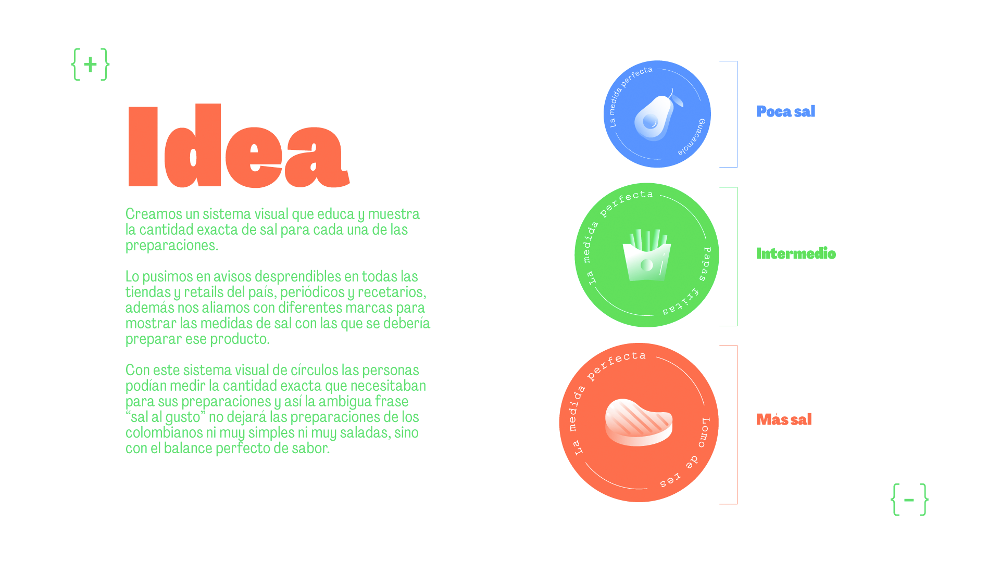 {+}
Idea
Creamos un sistema visual que educa y muestra
la cantidad exacta de sal para cada una de las
preparaciones.
Lo pusimos en avisos desprendibles en todas las
tiendas y retails del país, periódicos y recetarios,
además nos aliamos con diferentes marcas para
mostrar las medidas de sal con las que se debería
preparar ese producto.
Con este sistema visual de círculos las personas
podían medir la cantidad exacta que necesitaban
para sus preparaciones y así la ambigua frase
“sal al gusto” no dejará las preparaciones de los
colombianos ni muy simples ni muy saladas, sino
con el balance perfecto de sabor.
La medida perfecta
Guacamole
Poca sal
La medida perfecta
Papas fritas
Intermedio
La medida perfecta
Lomo de res
Más sal
{-}